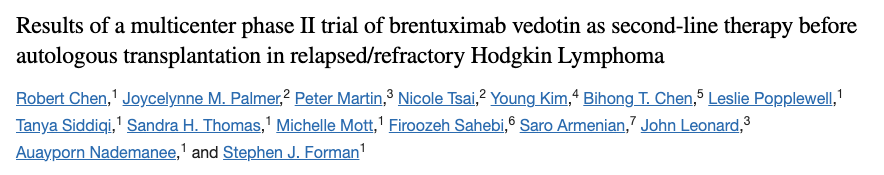 Results of a multicenter phase II trial of brentuximab vedotin as second-line therapy before
autologous transplantation in relapsed/refractory Hodgkin Lymphoma
Robert Chen,1 Joycelynne M. Palmer,2 Peter Martin,3 Nicole Tsai,2 Young Kim,4 Bihong T. Chen,5 Leslie Popplewell,1
Tanya Siddiqi,1 Sandra H. Thomas,1 Michelle Mott,1 Firoozeh Sahebi,6 Saro Armenian,7 John Leonard,3
Auayporn Nademanee,1 and Stephen J. Forman1